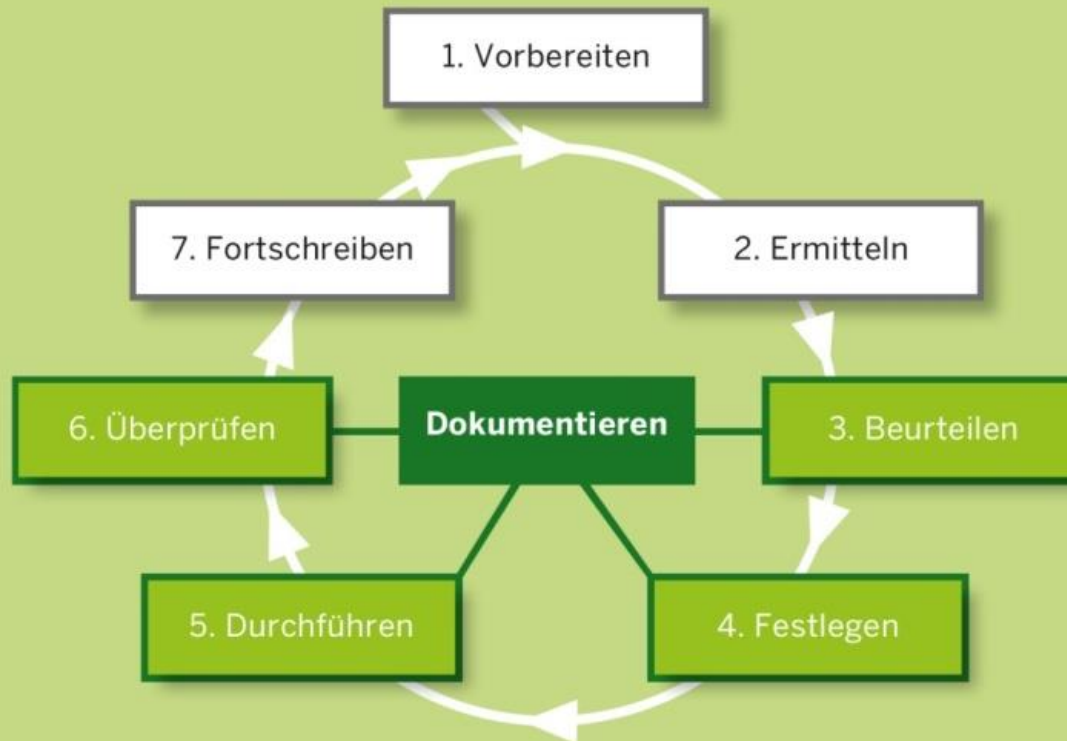 1. Vorbereiten
7. Fortschreiben
2. Ermitteln
6. Überprüfen
Dokumentieren
3. Beurteilen
5. Durchführen
4. Festlegen